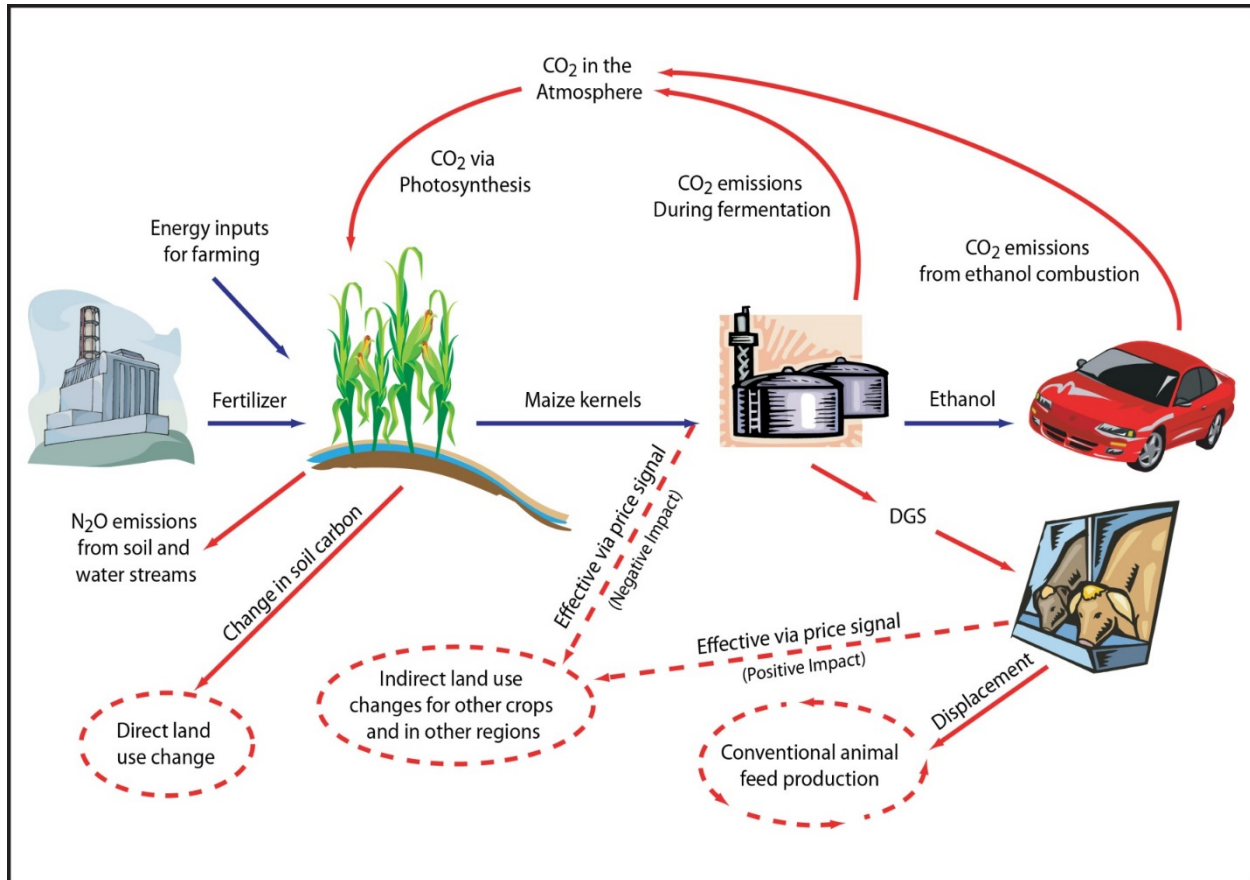 CO₂ in the
Atmosphere
CO₂ via
Photosynthesis
CO₂ emissions
During fermentation
Energy inputs
for farming
CO₂ emissions
from ethanol combustion
Fertilizer
Maize kernels
Ethanol
N₂O emissions
from soil and
water streams
Change in soil carbon
Effective via price signal
(Negative Impact)
DGS
Effective via price signal
(Positive Impact)
Displacement
Direct land
use change
Indirect land use
changes for other crops
and in other regions
Conventional animal
feed production